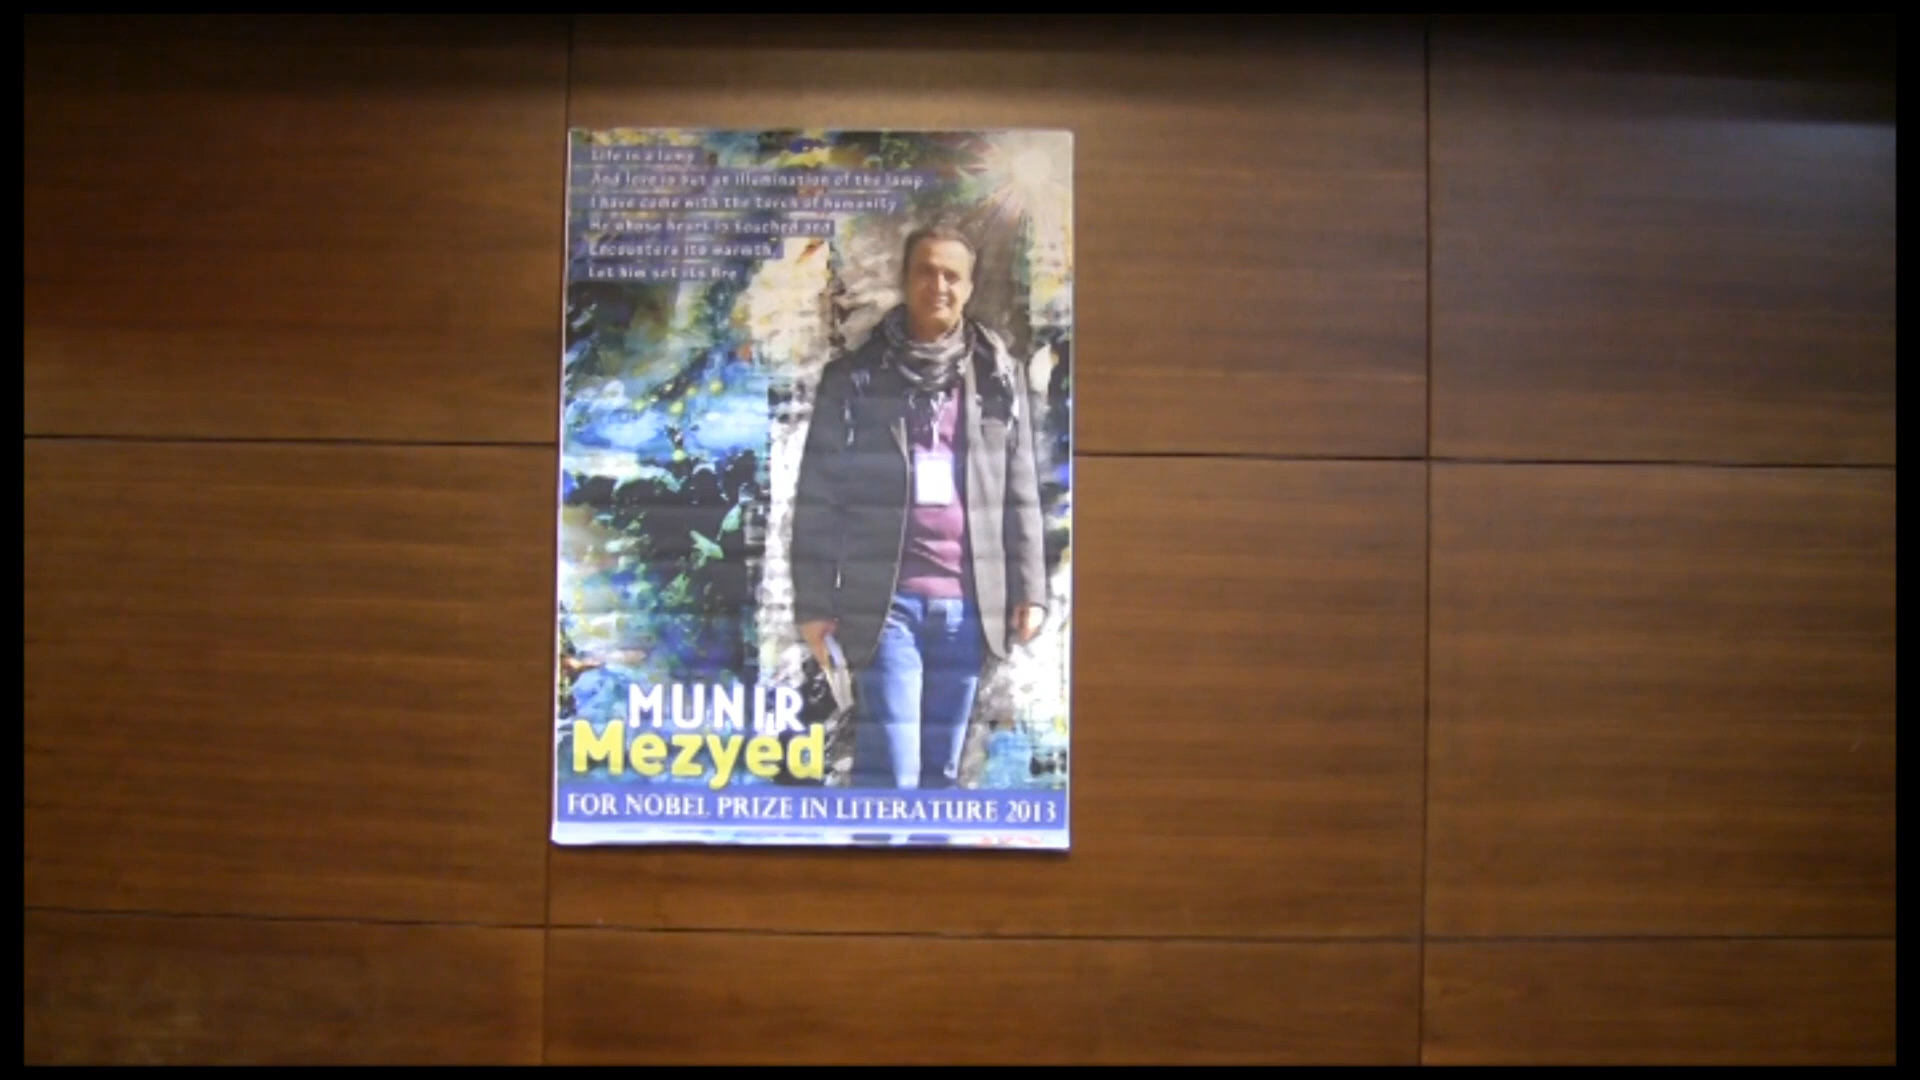 Life is a lamp
And love is but an illumination of the lamp
I have come with the torch of humanity
He whose heart is touched and
Encounters its warmth,
Let him set its fire
MUNIR
Mezyed
FOR NOBEL PRIZE IN LITERATURE 2013